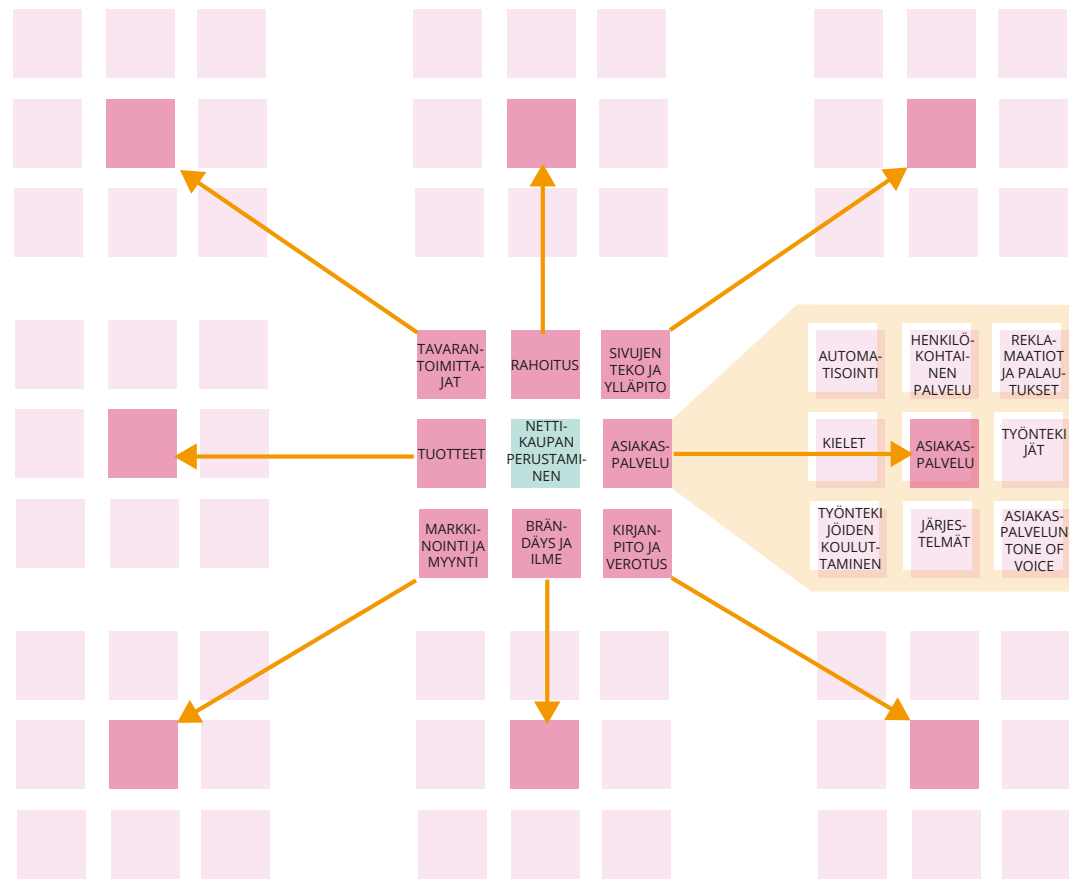 TAVARAN-
TOIMITTA-
JAT
RAHOITUS
SIVUJEN
TEKO JA
YLLÄPITO
TUOTTEET
NETTI-
KAUPAN
PERUSTAMI-
NEN
ASIAKAS-
PALVELU
MARKKI-
NOINTI JA
MYYNTI
BRÄN-
DÄYS JA
ILME
KIRJAN-
PITO JA
VEROTUS
AUTOMA-
TISOINTI
HENKILÖ-
KOHTAI-
NEN
PALVELU
REKLA-
MAATIOT
JA PALAU-
TUKSET
KIELET
ASIAKAS-
PALVELU
TYÖNTEKI
JÄT
TYÖNTEKI
JÖIDEN
KOULUT-
TAMINEN
JÄRJES-
TELMÄT
ASIAKAS-
PALVELUN
TONE OF
VOICE